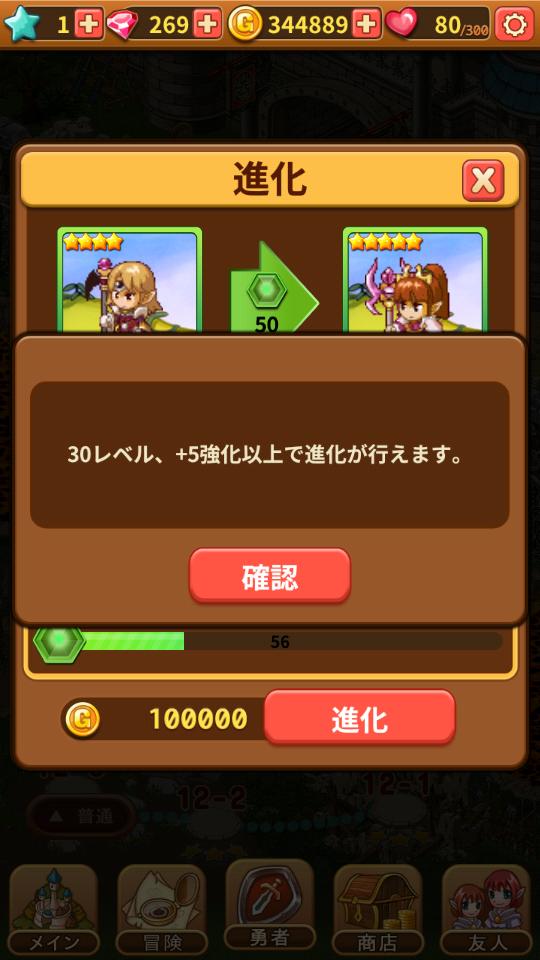 1
269
344889
80/300
進化
50
30レベル、+5強化以上で進化が行えます。
確認
56
100000
進化
12-2
12-1
▲ 普通
メイン
冒険
勇者
商店
友人